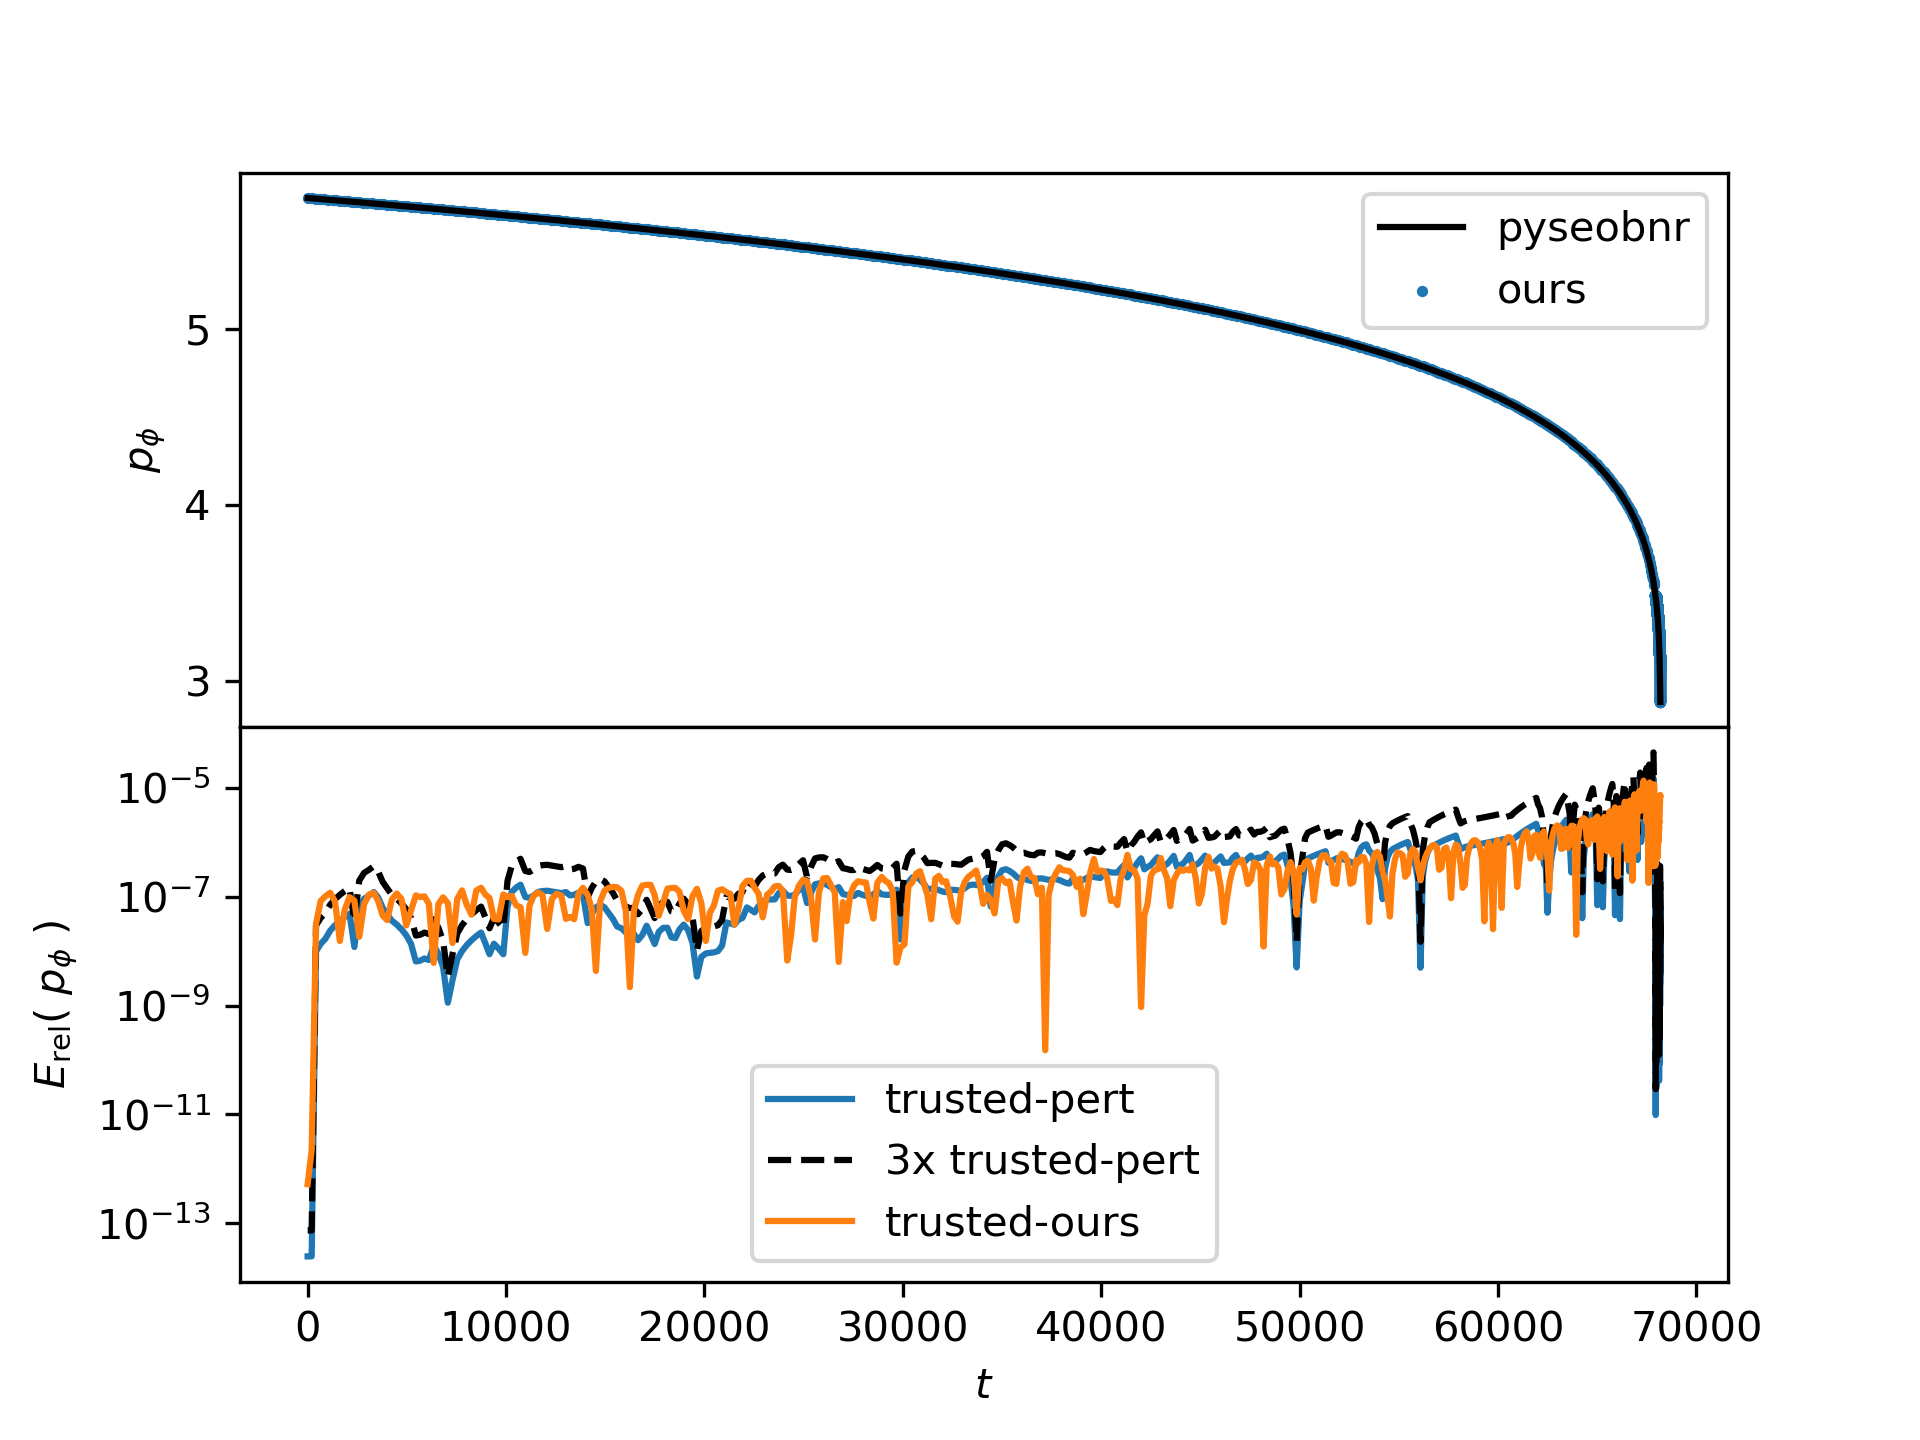 pyseobnr
ours
5
4
3
p_ϕ
10⁻⁵
10⁻⁷
10⁻⁹
10⁻¹¹
10⁻¹³
E_rel( p_ϕ )
trusted-pert
3x trusted-pert
trusted-ours
0 10000 20000 30000 40000 50000 60000 70000
t